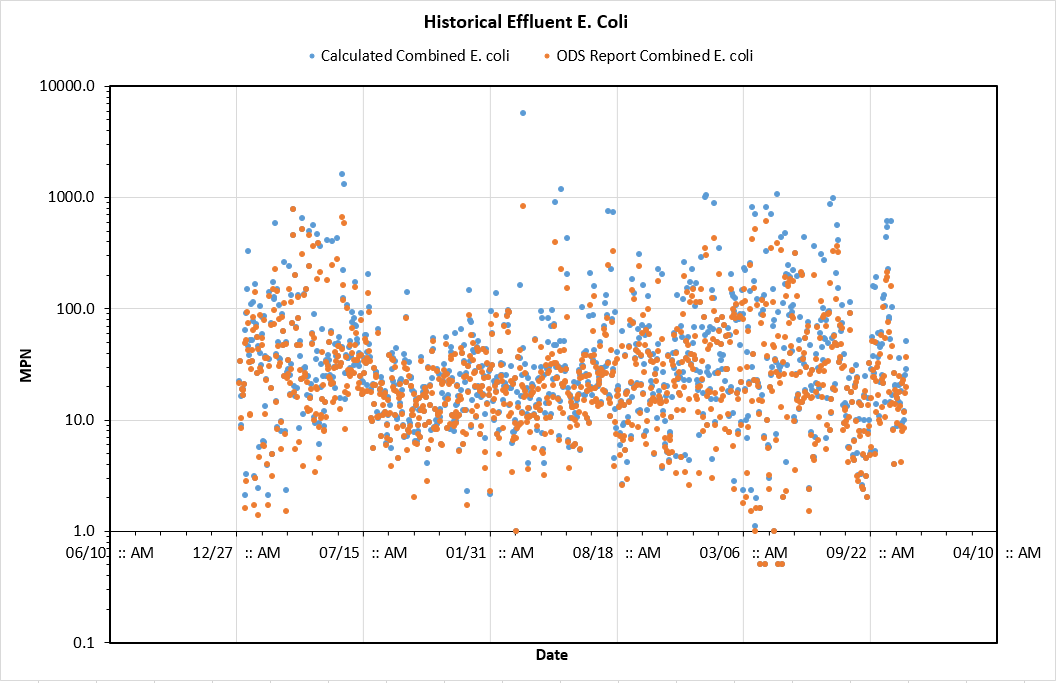 Historical Effluent E. Coli
Calculated Combined E. coli ODS Report Combined E. coli
10000.0
1000.0
100.0
10.0
1.0
0.1
MPN
06/10 :: AM 12/27 :: AM 07/15 :: AM 01/31 :: AM 08/18 :: AM 03/06 :: AM 09/22 :: AM 04/10 :: AM
Date